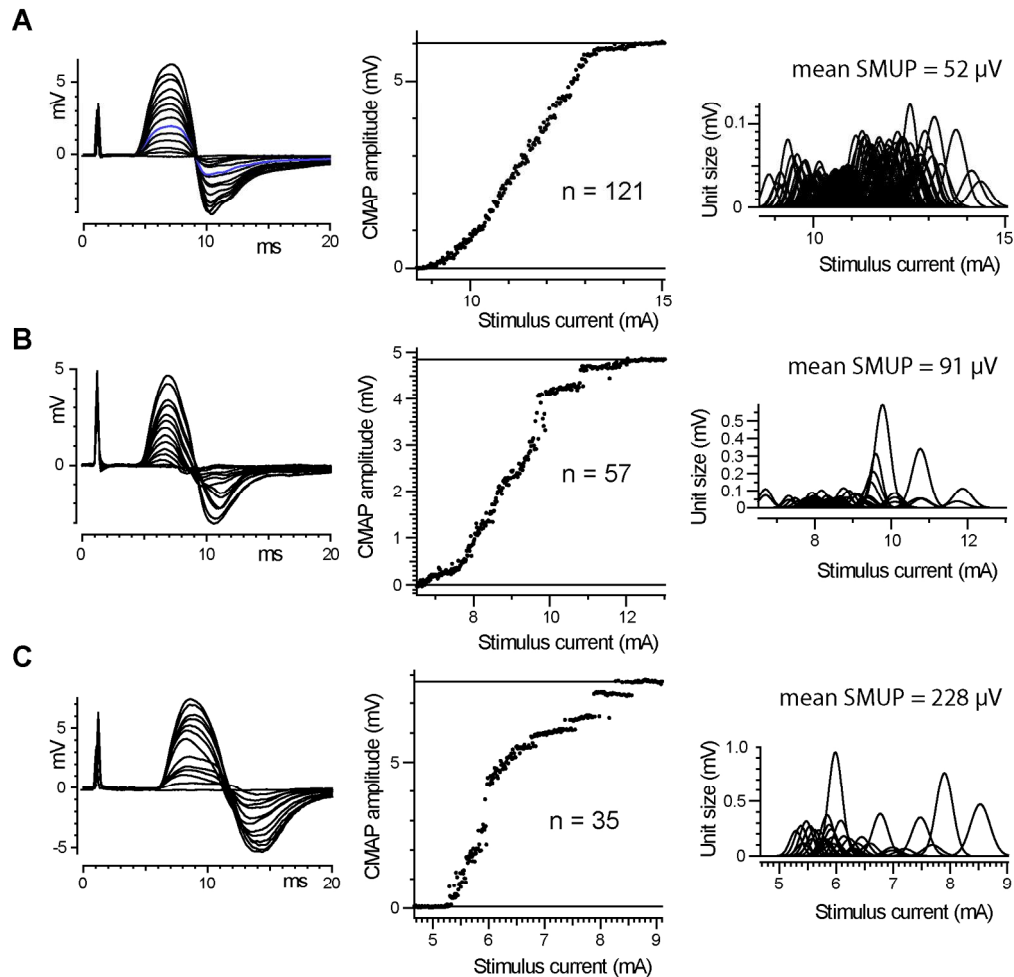 A
mV
5
0
0
10
20
ms
CMAP amplitude (mV)
5
0
n = 121
10
15
Stimulus current (mA)
mean SMUP = 52 µV
Unit size (mV)
0.1
0
10
15
Stimulus current (mA)
B
mV
5
0
0
10
20
ms
CMAP amplitude (mV)
5
4
3
2
1
0
n = 57
8
10
12
Stimulus current (mA)
mean SMUP = 91 µV
Unit size (mV)
0.5
0.4
0.3
0.2
0.1
0
8
10
12
Stimulus current (mA)
C
mV
5
0
-5
0
10
20
ms
CMAP amplitude (mV)
5
0
n = 35
5
6
7
8
9
Stimulus current (mA)
mean SMUP = 228 µV
Unit size (mV)
1.0
0.5
0
5
6
7
8
9
Stimulus current (mA)